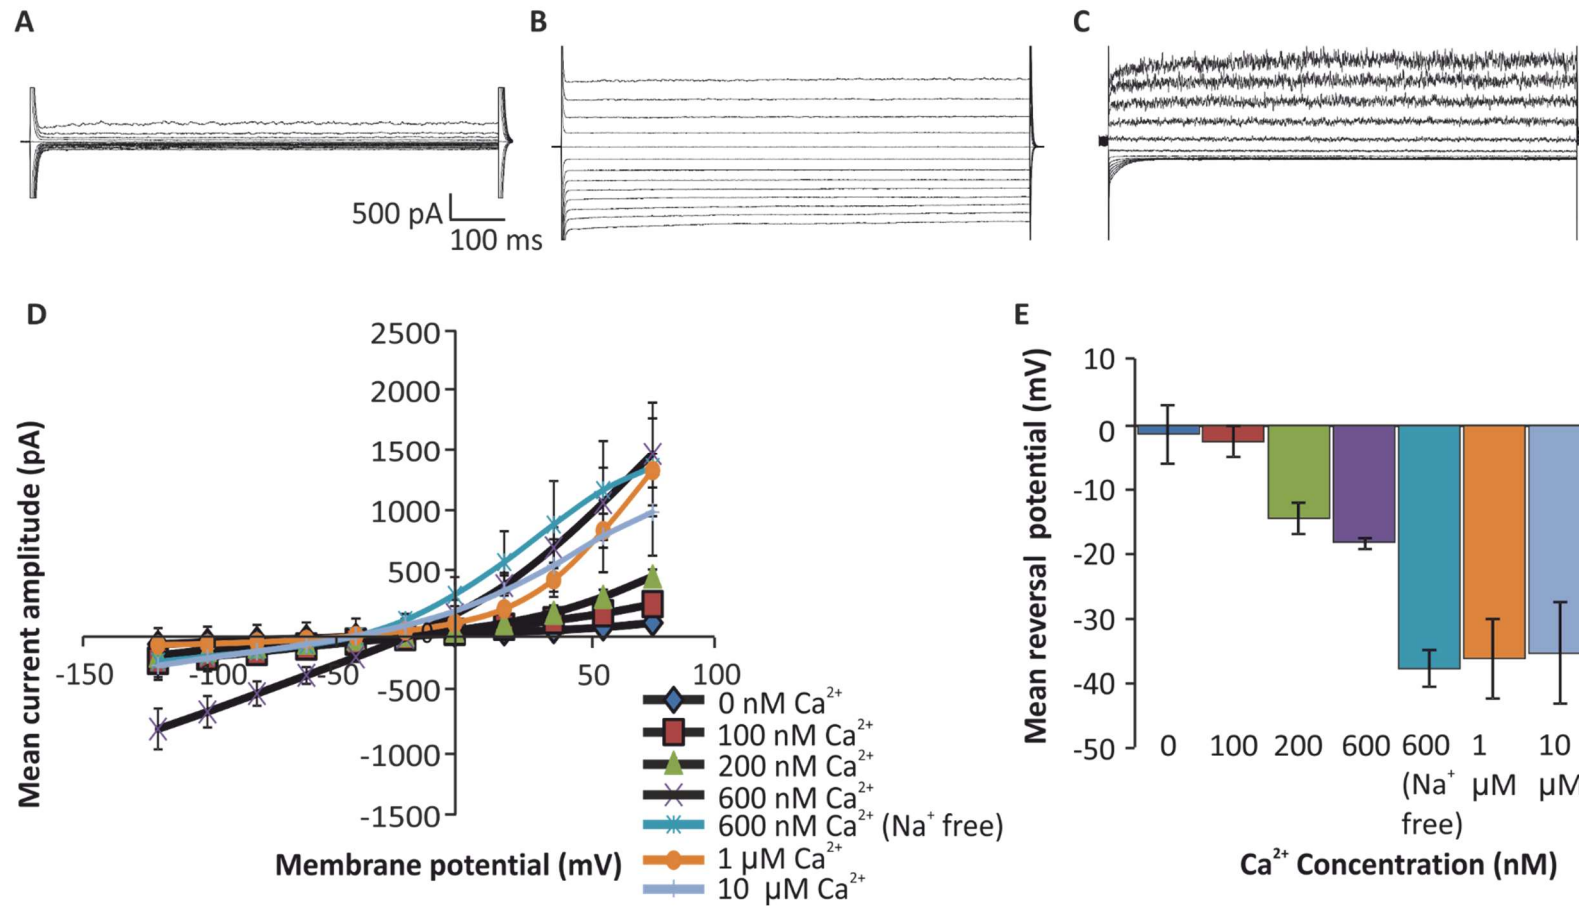 A
B
C
500 pA
100 ms
D
E
Mean current amplitude (pA)
2500
2000
1500
1000
500
0
-500
-1000
-1500
-150
-100
-50
50
100
Membrane potential (mV)
0 nM Ca²⁺
100 nM Ca²⁺
200 nM Ca²⁺
600 nM Ca²⁺
600 nM Ca²⁺ (Na⁺ free)
1 µM Ca²⁺
10 µM Ca²⁺
Mean reversal potential (mV)
10
0
-10
-20
-30
-40
-50
0 100 200 600 600 1 10
(Na⁺ µM µM
free)
Ca²⁺ Concentration (nM)